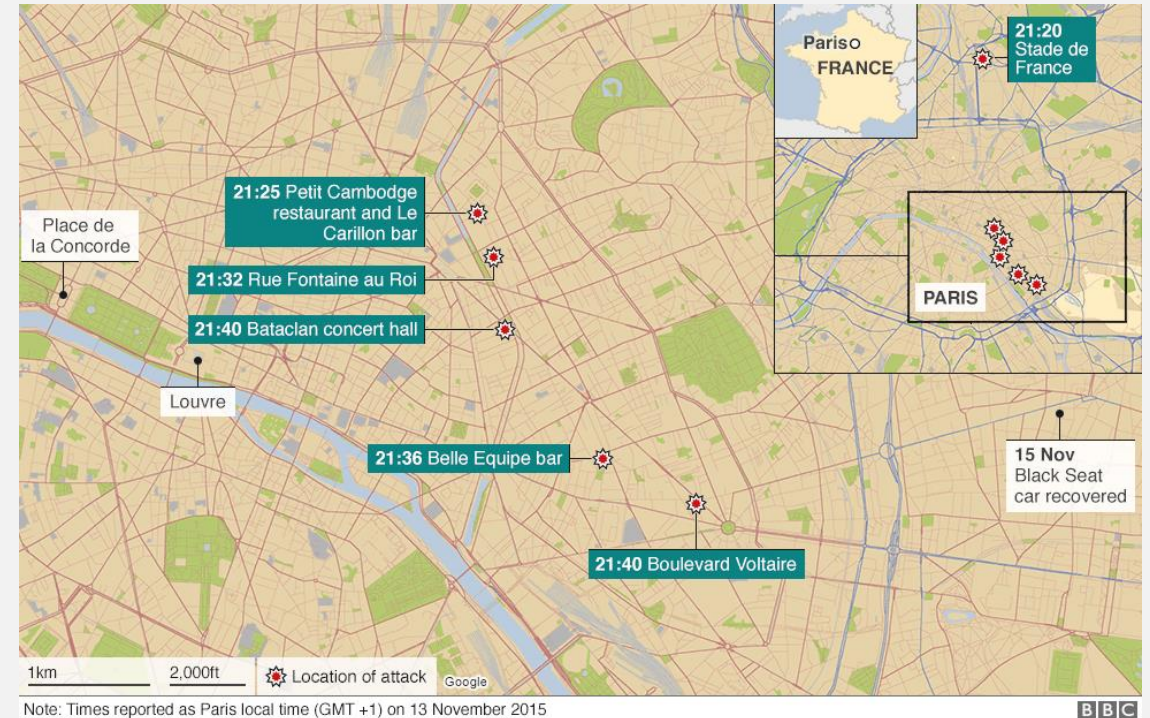 Paris
FRANCE
21:20
Stade de
France
21:25 Petit Cambodge
restaurant and Le
Carillon bar
Place de
la Concorde
21:32 Rue Fontaine au Roi
21:40 Bataclan concert hall
PARIS
Louvre
21:36 Belle Equipe bar
15 Nov
Black Seat
car recovered
21:40 Boulevard Voltaire
1km
2,000ft
Location of attack
Google
Note: Times reported as Paris local time (GMT +1) on 13 November 2015
BBC